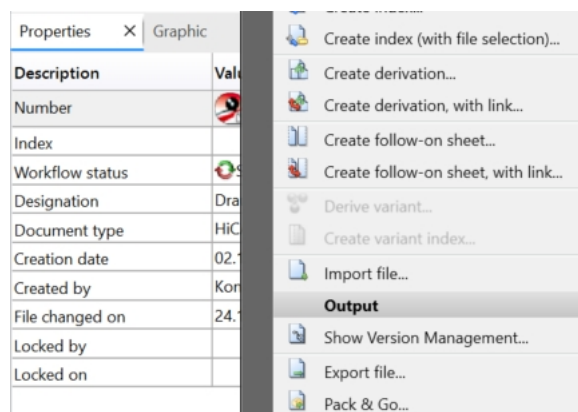 Properties
Graphic
Description
Number
Index
Workflow status
Designation Dra
Document type HiC
Creation date 02.
Created by Kon
File changed on 24.
Locked by
Locked on
Create index (with file selection)...
Create derivation...
Create derivation, with link...
Create follow-on sheet...
Create follow-on sheet, with link...
Derive variant...
Create variant index...
Import file...
Output
Show Version Management...
Export file...
Pack & Go...